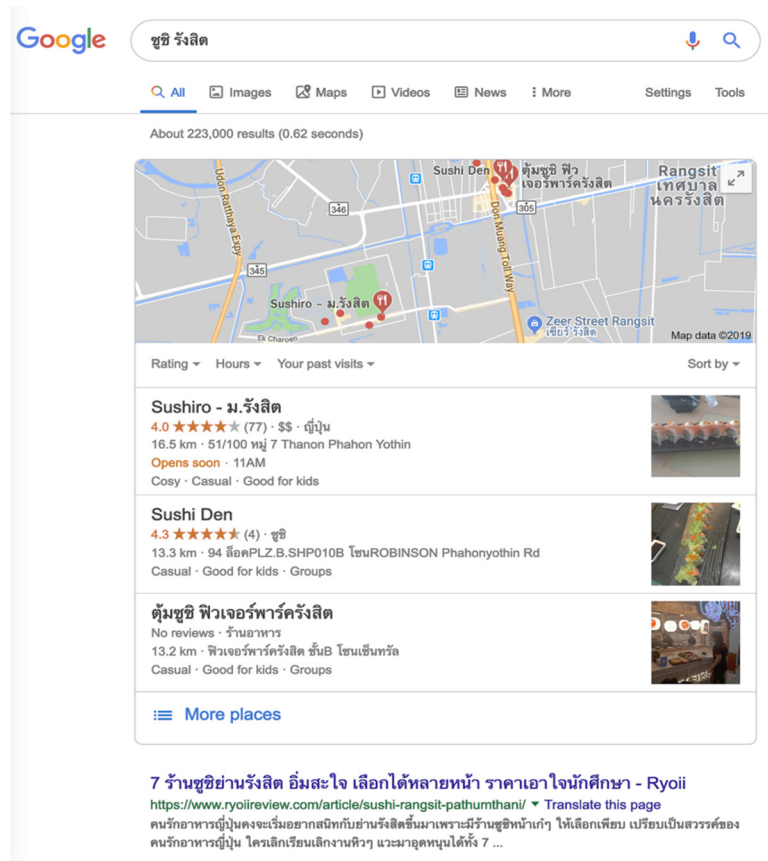 Google
ซูชิ รังสิต
All Images Maps Videos News More Settings Tools
About 223,000 results (0.62 seconds)
Udon Ratthaya Expy
346
345
Sushi Den
ตุ้มซูชิ ฟิว
เจอร์พาร์ครังสิต
305
Rangsit
เทศบาล
นครรังสิต
Don Muang Toll Way
Sushiro - ม.รังสิต
Ek Charoen
Zeer Street Rangsit
เซียร์ รังสิต
Map data ©2019
Rating Hours Your past visits Sort by
Sushiro - ม.รังสิต
4.0 ★★★★★ (77) · $$ · ญี่ปุ่น
16.5 km · 51/100 หมู่ 7 Thanon Phahon Yothin
Opens soon · 11AM
Cosy · Casual · Good for kids
Sushi Den
4.3 ★★★★★ (4) · ซูชิ
13.3 km · 94 ล็อคPLZ.B.SHP010B โซนROBINSON Phahonyothin Rd
Casual · Good for kids · Groups
ตุ้มซูชิ ฟิวเจอร์พาร์ครังสิต
No reviews · ร้านอาหาร
13.2 km · ฟิวเจอร์พาร์ครังสิต ชั้นB โซนเซ็นทรัล
Casual · Good for kids · Groups
More places
7 ร้านซูชิย่านรังสิต อิ่มสะใจ เลือกได้หลายหน้า ราคาเอาใจนักศึกษา - Ryoii
https://www.ryoiireview.com/article/sushi-rangsit-pathumthani/ ▼ Translate this page
คนรักอาหารญี่ปุ่นคงจะเริ่มอยากสนิทกับย่านรังสิตขึ้นมาเพราะมีร้านซูชิหน้าเก๋ๆ ให้เลือกเพียบ เปรียบเป็นสวรรค์ของ
คนรักอาหารญี่ปุ่น ใครเลิกเรียนเลิกงานหิวๆ แวะมาอุดหนุนได้ทั้ง 7 ...